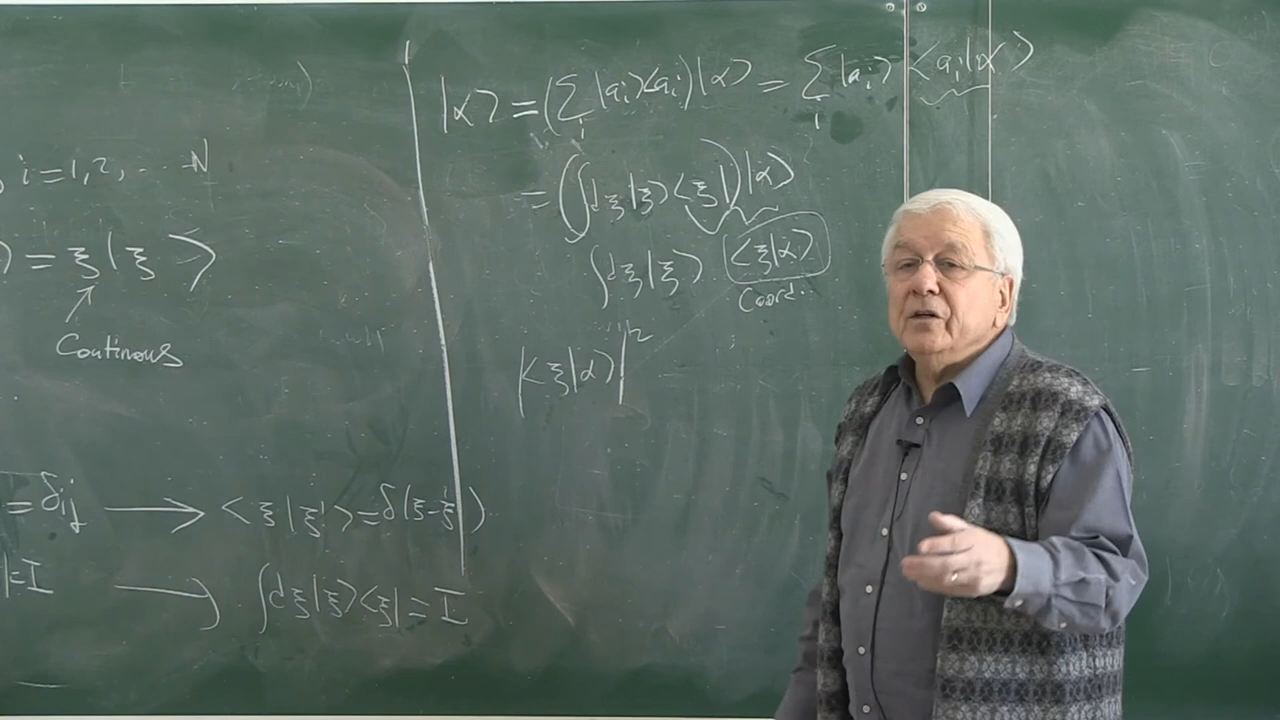 i=1,2, ... N
⟩ = ξ|ξ⟩
Continous
= δij → <ξ|ξ'> = δ(ξ-ξ')
|=I → ∫dξ|ξ><ξ| = I
|α> = (∑i |ai><ai|)|α> = ∑i |ai> <ai|α>
= (∫dξ|ξ><ξ|)|α>
∫dξ|ξ> <ξ|α>
Coord..
|<ξ|α>|²